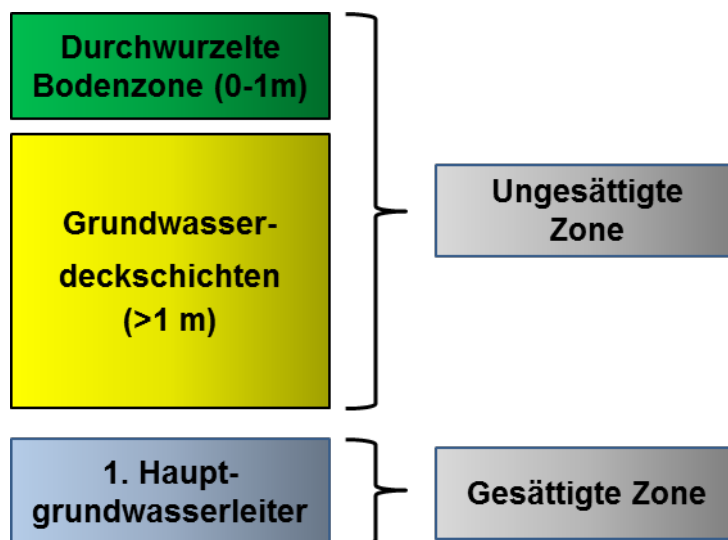 Durchwurzelte
Bodenzone (0-1m)
Grundwasser-
deckschichten
(>1 m)
Ungesättigte
Zone
1. Haupt-
grundwasserleiter
Gesättigte Zone